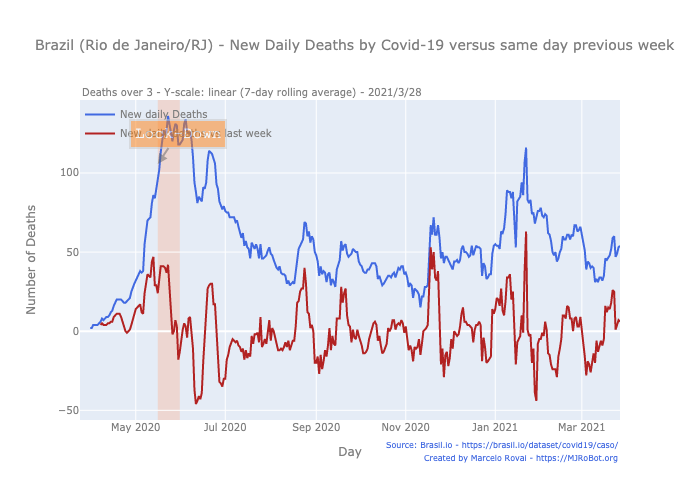 Brazil (Rio de Janeiro/RJ) - New Daily Deaths by Covid-19 versus same day previous week
Deaths over 3 - Y-scale: linear (7-day rolling average) - 2021/3/28
New daily Deaths
New last week
Number of Deaths
100
50
0
−50
May 2020 Jul 2020 Sep 2020 Nov 2020 Jan 2021 Mar 2021
Day
Source: Brasil.io - https://brasil.io/dataset/covid19/caso/
Created by Marcelo Rovai - https://MJRoBot.org